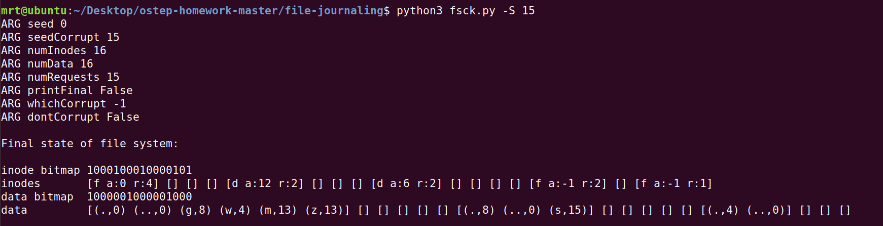 mrt@ubuntu:~/Desktop/ostep-homework-master/file-journaling$ python3 fsck.py -S 15
ARG seed 0
ARG seedCorrupt 15
ARG numInodes 16
ARG numData 16
ARG numRequests 15
ARG printFinal False
ARG whichCorrupt -1
ARG dontCorrupt False

Final state of file system:

inode bitmap 1000100010000101
inodes       [f a:0 r:4] [] [] [] [d a:12 r:2] [] [] [] [d a:6 r:2] [] [] [] [] [f a:-1 r:2] [] [f a:-1 r:1]
data bitmap  1000001000001000
data         [(.,0) (..,0) (g,8) (w,4) (m,13) (z,13)] [] [] [] [] [] [(.,8) (..,0) (s,15)] [] [] [] [] [] [(.,4) (..,0)] [] [] []